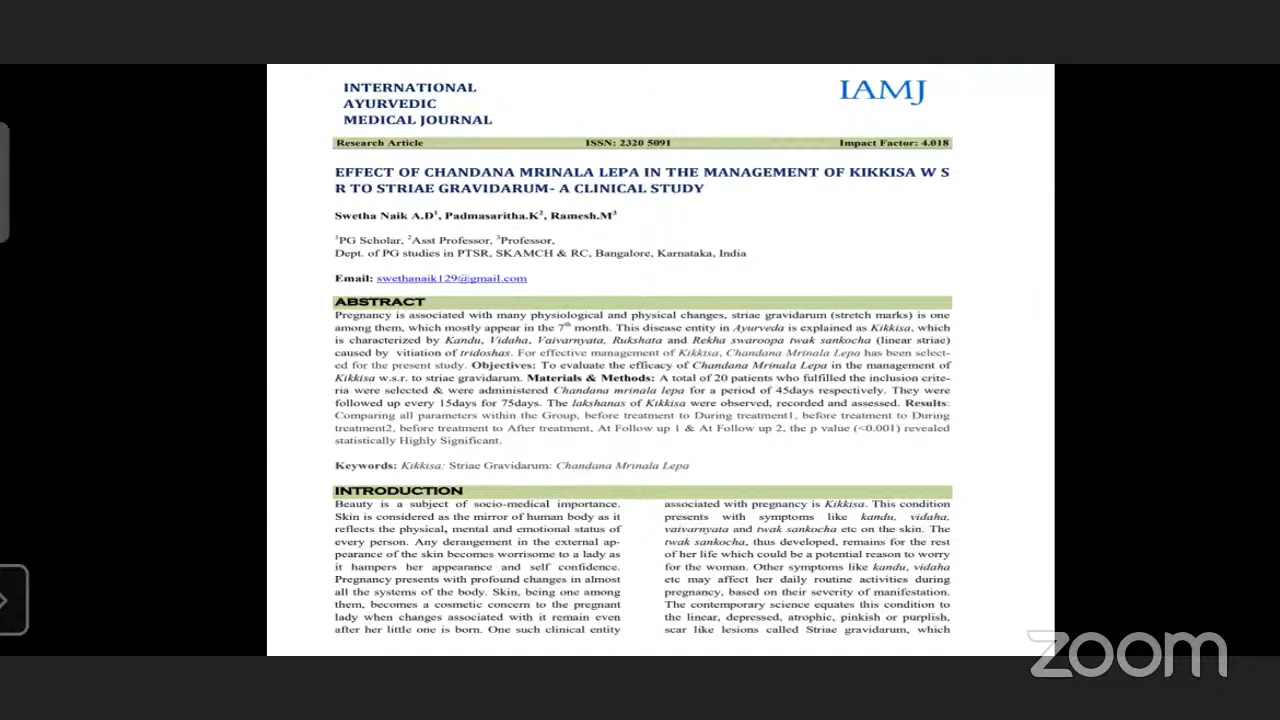 INTERNATIONAL
AYURVEDIC
MEDICAL JOURNAL
IAMJ
Research Article ISSN: 2320 5091 Impact Factor: 4.018
EFFECT OF CHANDANA MRINALA LEPA IN THE MANAGEMENT OF KIKKISA W S
R TO STRIAE GRAVIDARUM- A CLINICAL STUDY
Swetha Naik A.D1, Padmasaritha.K2, Ramesh.M3
1PG Scholar, 2Asst Professor, 3Professor,
Dept. of PG studies in PTSR, SKAMCH & RC, Bangalore, Karnataka, India
Email: swethanaik129@gmail.com
ABSTRACT
Pregnancy is associated with many physiological and physical changes, striae gravidarum (stretch marks) is one
among them, which mostly appear in the 7th month. This disease entity in Ayurveda is explained as Kikkisa, which
is characterized by Kandu, Vidaha, Vaivarnyata, Rukshata and Rekha swaroopa twak sankocha (linear striae)
caused by vitiation of tridoshas. For effective management of Kikkisa, Chandana Mrinala Lepa has been select-
ed for the present study. Objectives: To evaluate the efficacy of Chandana Mrinala Lepa in the management of
Kikkisa w.s.r. to striae gravidarum. Materials & Methods: A total of 20 patients who fulfilled the inclusion crite-
ria were selected & were administered Chandana mrinala lepa for a period of 45days respectively. They were
followed up every 15days for 75days. The lakshanas of Kikkisa were observed, recorded and assessed. Results:
Comparing all parameters within the Group, before treatment to During treatment1, before treatment to During
treatment2, before treatment to After treatment, At Follow up 1 & At Follow up 2, the p value (<0.001) revealed
statistically Highly Significant.
Keywords: Kikkisa: Striae Gravidarum: Chandana Mrinala Lepa
INTRODUCTION
Beauty is a subject of socio-medical importance.
Skin is considered as the mirror of human body as it
reflects the physical, mental and emotional status of
every person. Any derangement in the external ap-
pearance of the skin becomes worrisome to a lady as
it hampers her appearance and self confidence.
Pregnancy presents with profound changes in almost
all the systems of the body. Skin, being one among
them, becomes a cosmetic concern to the pregnant
lady when changes associated with it remain even
after her little one is born. One such clinical entity
associated with pregnancy is Kikkisa. This condition
presents with symptoms like kandu, vidaha,
vaivarnyata and twak sankocha etc on the skin. The
twak sankocha, thus developed, remains for the rest
of her life which could be a potential reason to worry
for the woman. Other symptoms like kandu, vidaha
etc may affect her daily routine activities during
pregnancy, based on their severity of manifestation.
The contemporary science equates this condition to
the linear, depressed, atrophic, pinkish or purplish,
scar like lesions called Striae gravidarum, which
zoom